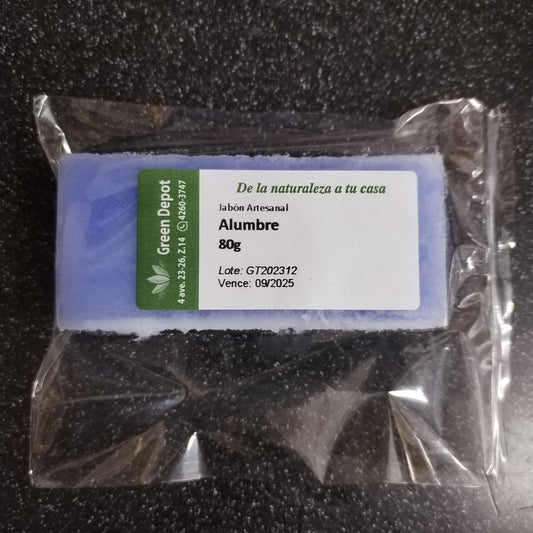 Green Depot
4 ave. 23-26, Z.14 4260-3747
De la naturaleza a tu casa
Jabón Artesanal
Alumbre
80g
Lote: GT202312
Vence: 09/2025